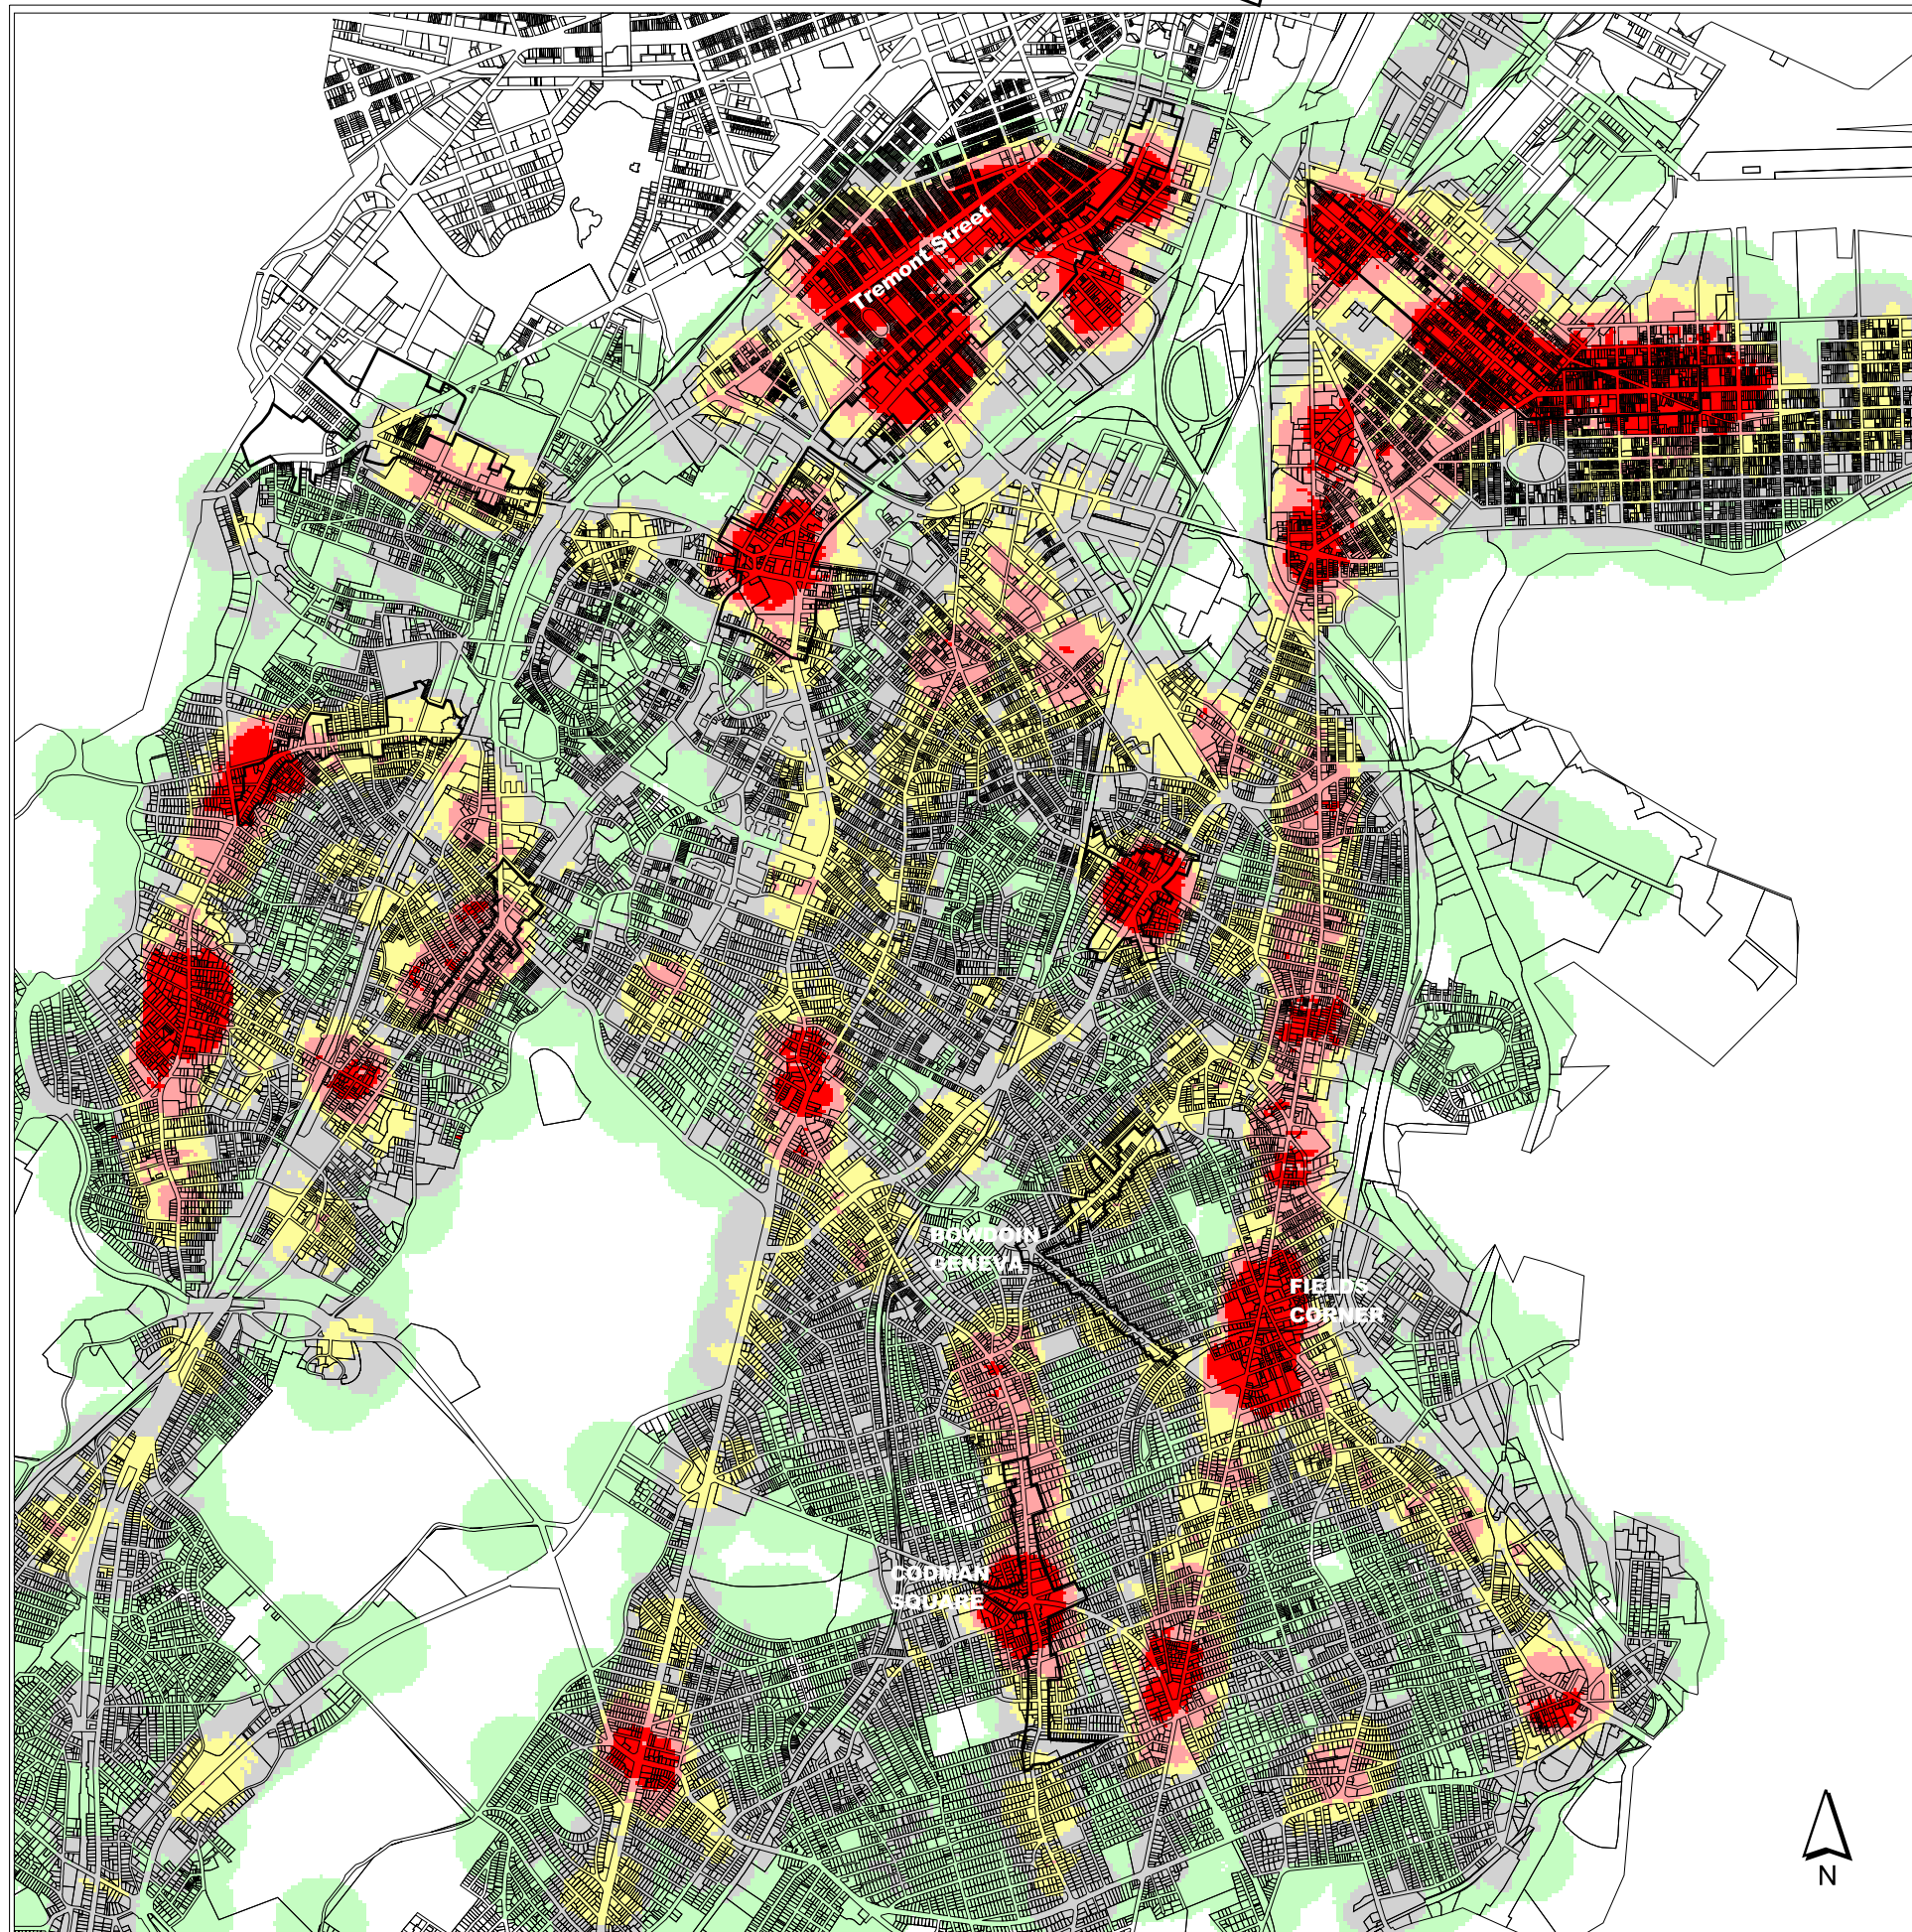 Tremont Street
BOWDOIN
GENEVA
FIELDS
CORNER
CODMAN
SQUARE
N